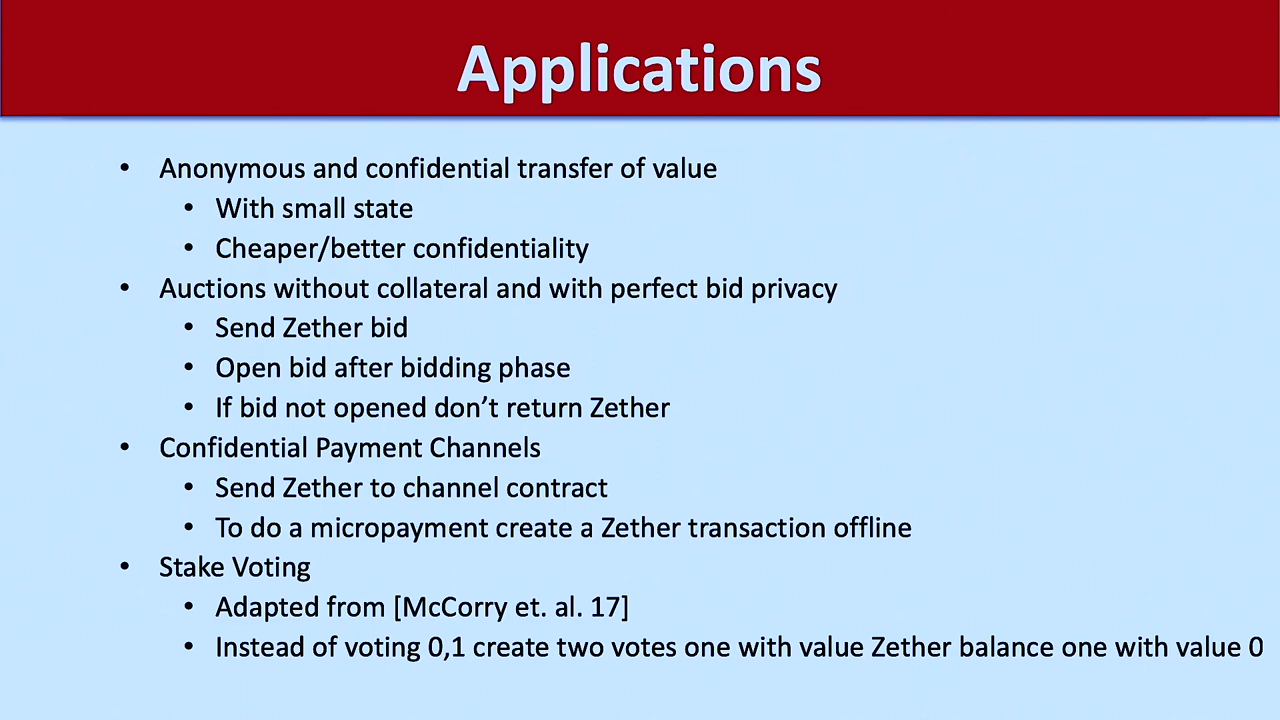 Applications
• Anonymous and confidential transfer of value
• With small state
• Cheaper/better confidentiality
• Auctions without collateral and with perfect bid privacy
• Send Zether bid
• Open bid after bidding phase
• If bid not opened don’t return Zether
• Confidential Payment Channels
• Send Zether to channel contract
• To do a micropayment create a Zether transaction offline
• Stake Voting
• Adapted from [McCorry et. al. 17]
• Instead of voting 0,1 create two votes one with value Zether balance one with value 0